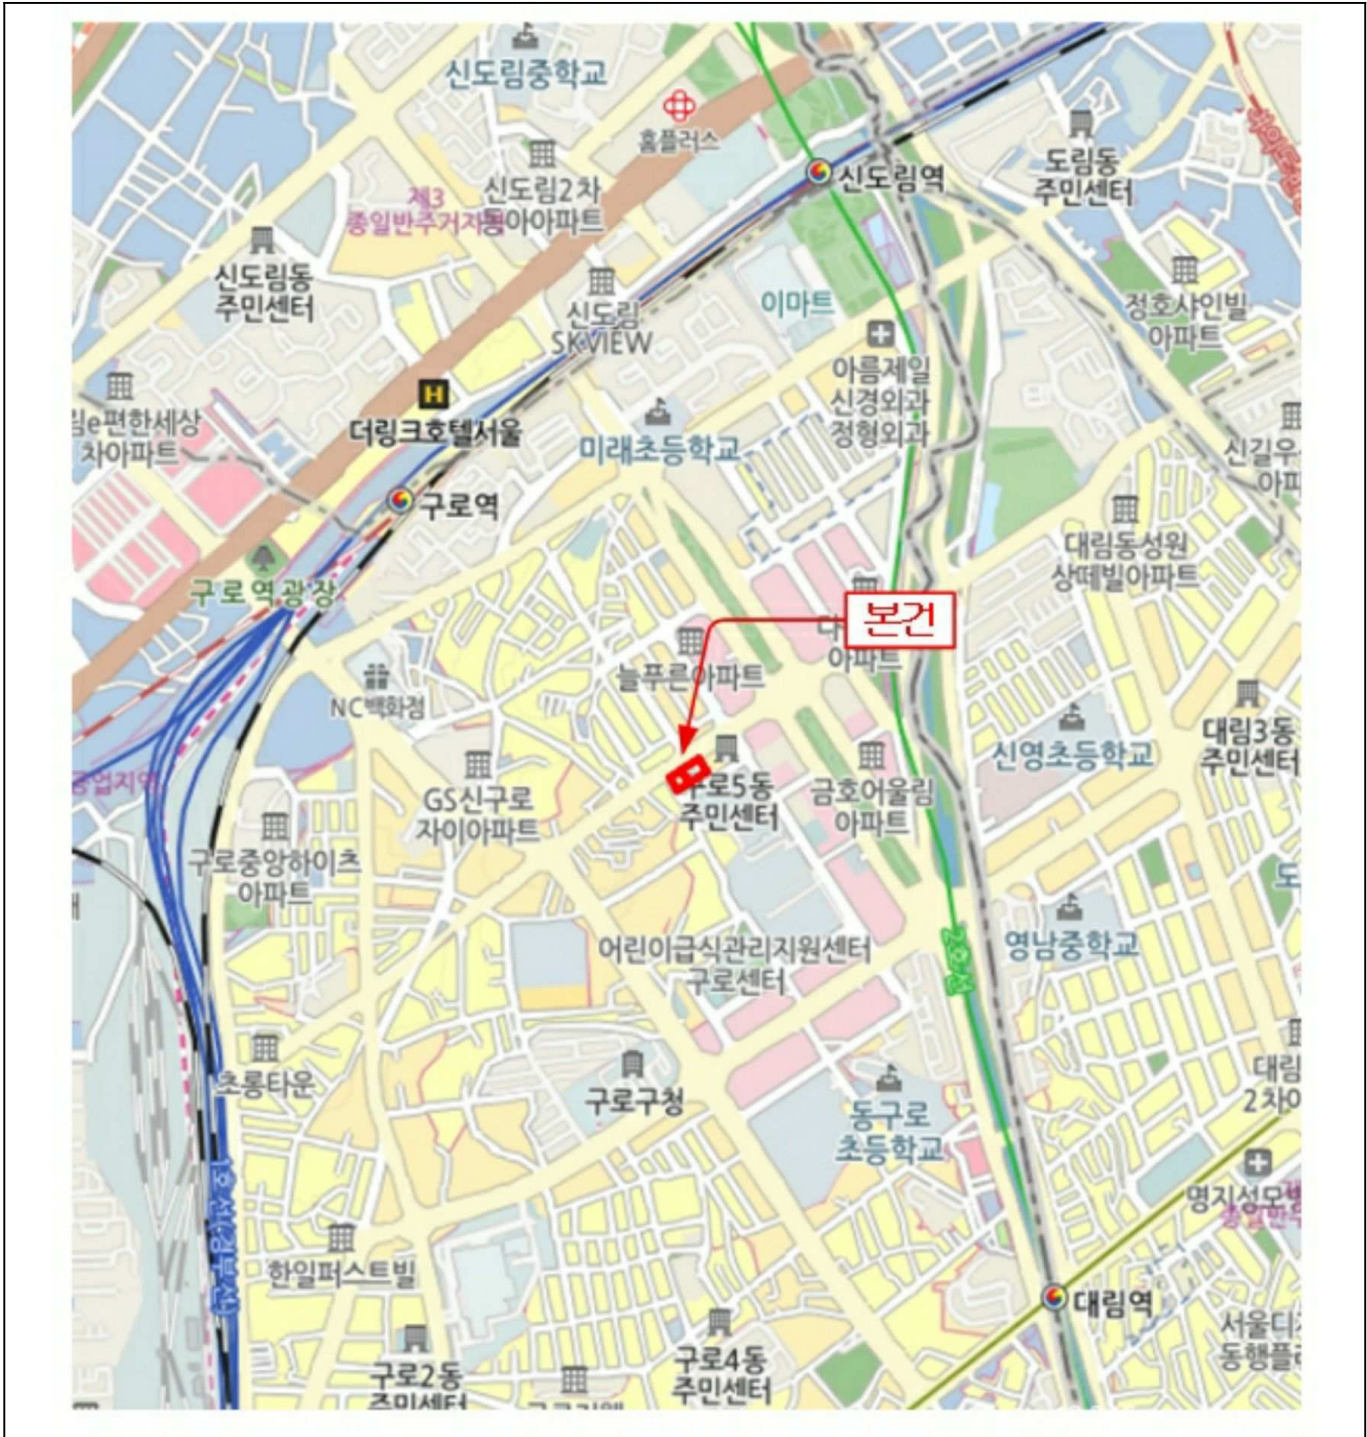 신도림중학교
홈플러스
도림동
주민센터
신도림역
신도림2차
동아아파트
제3
신도림동
주민센터
신도림
SKVIEW
이마트
정호샤인빌
아파트
아름제일
신경외과
정형외과
더링크호텔서울
미래초등학교
e편한세상
차아파트
구로역
대림동성원
상떼빌아파트
구로역광장
본건
아파트
늘푸른아파트
NC백화점
신영초등학교
대림3동
주민센터
GS신구로
자이아파트
구로5동
주민센터
금호어울림
아파트
구로중앙하이츠
아파트
어린이급식관리지원센터
구로센터
영남중학교
초롱타운
구로구청
동구로
초등학교
한일퍼스트빌
대림역
구로2동
주민센터
구로4동
주민센터